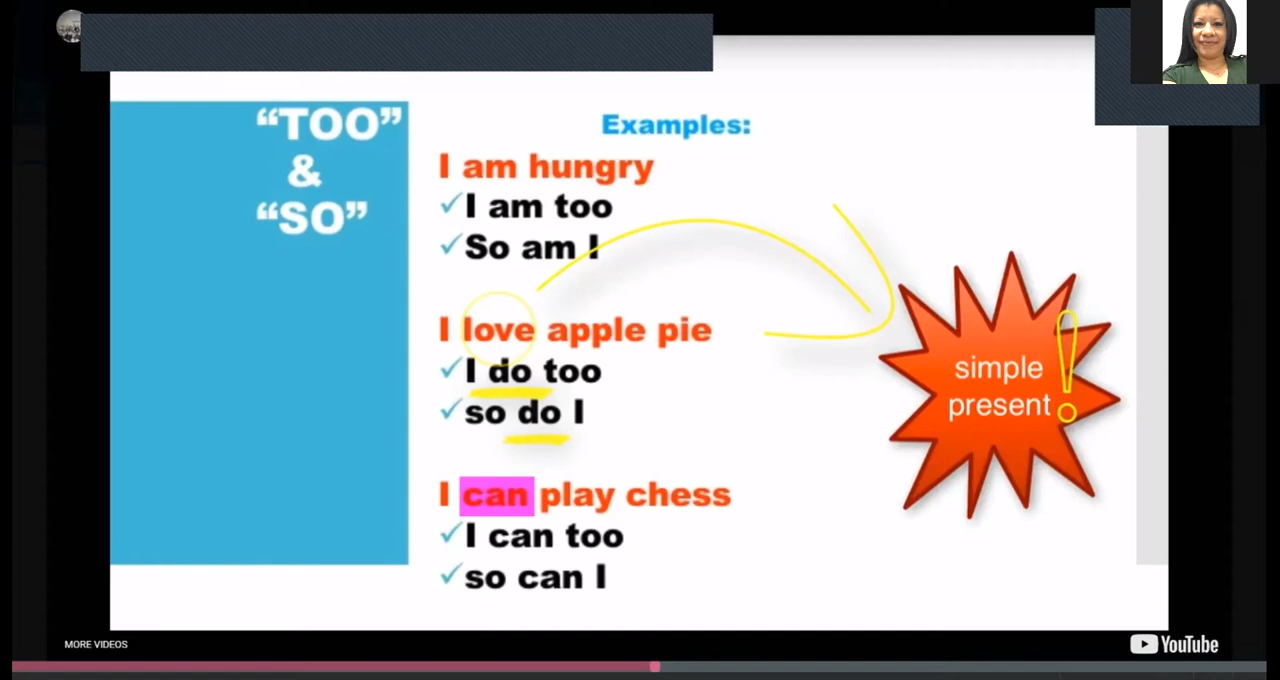 “TOO”
&
“SO”
Examples:
I am hungry
✓I am too
✓So am I
I love apple pie
✓I do too
✓so do I
I can play chess
✓I can too
✓so can I
simple
present!
MORE VIDEOS
YouTube